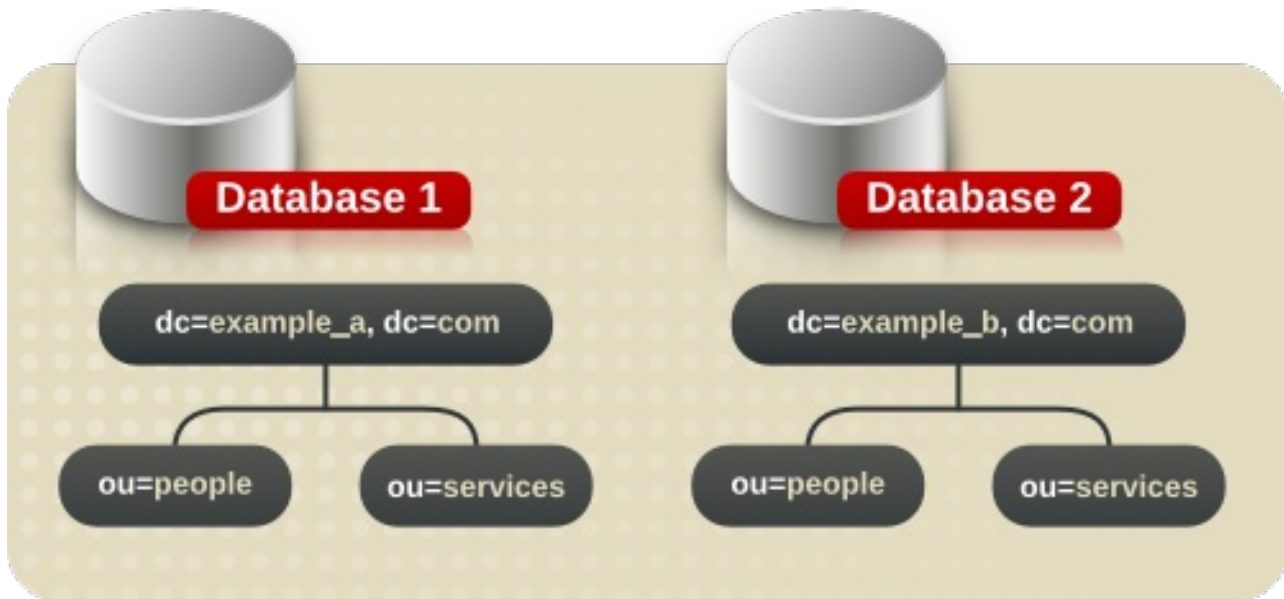 Database 1
dc=example_a, dc=com
ou=people
ou=services
Database 2
dc=example_b, dc=com
ou=people
ou=services